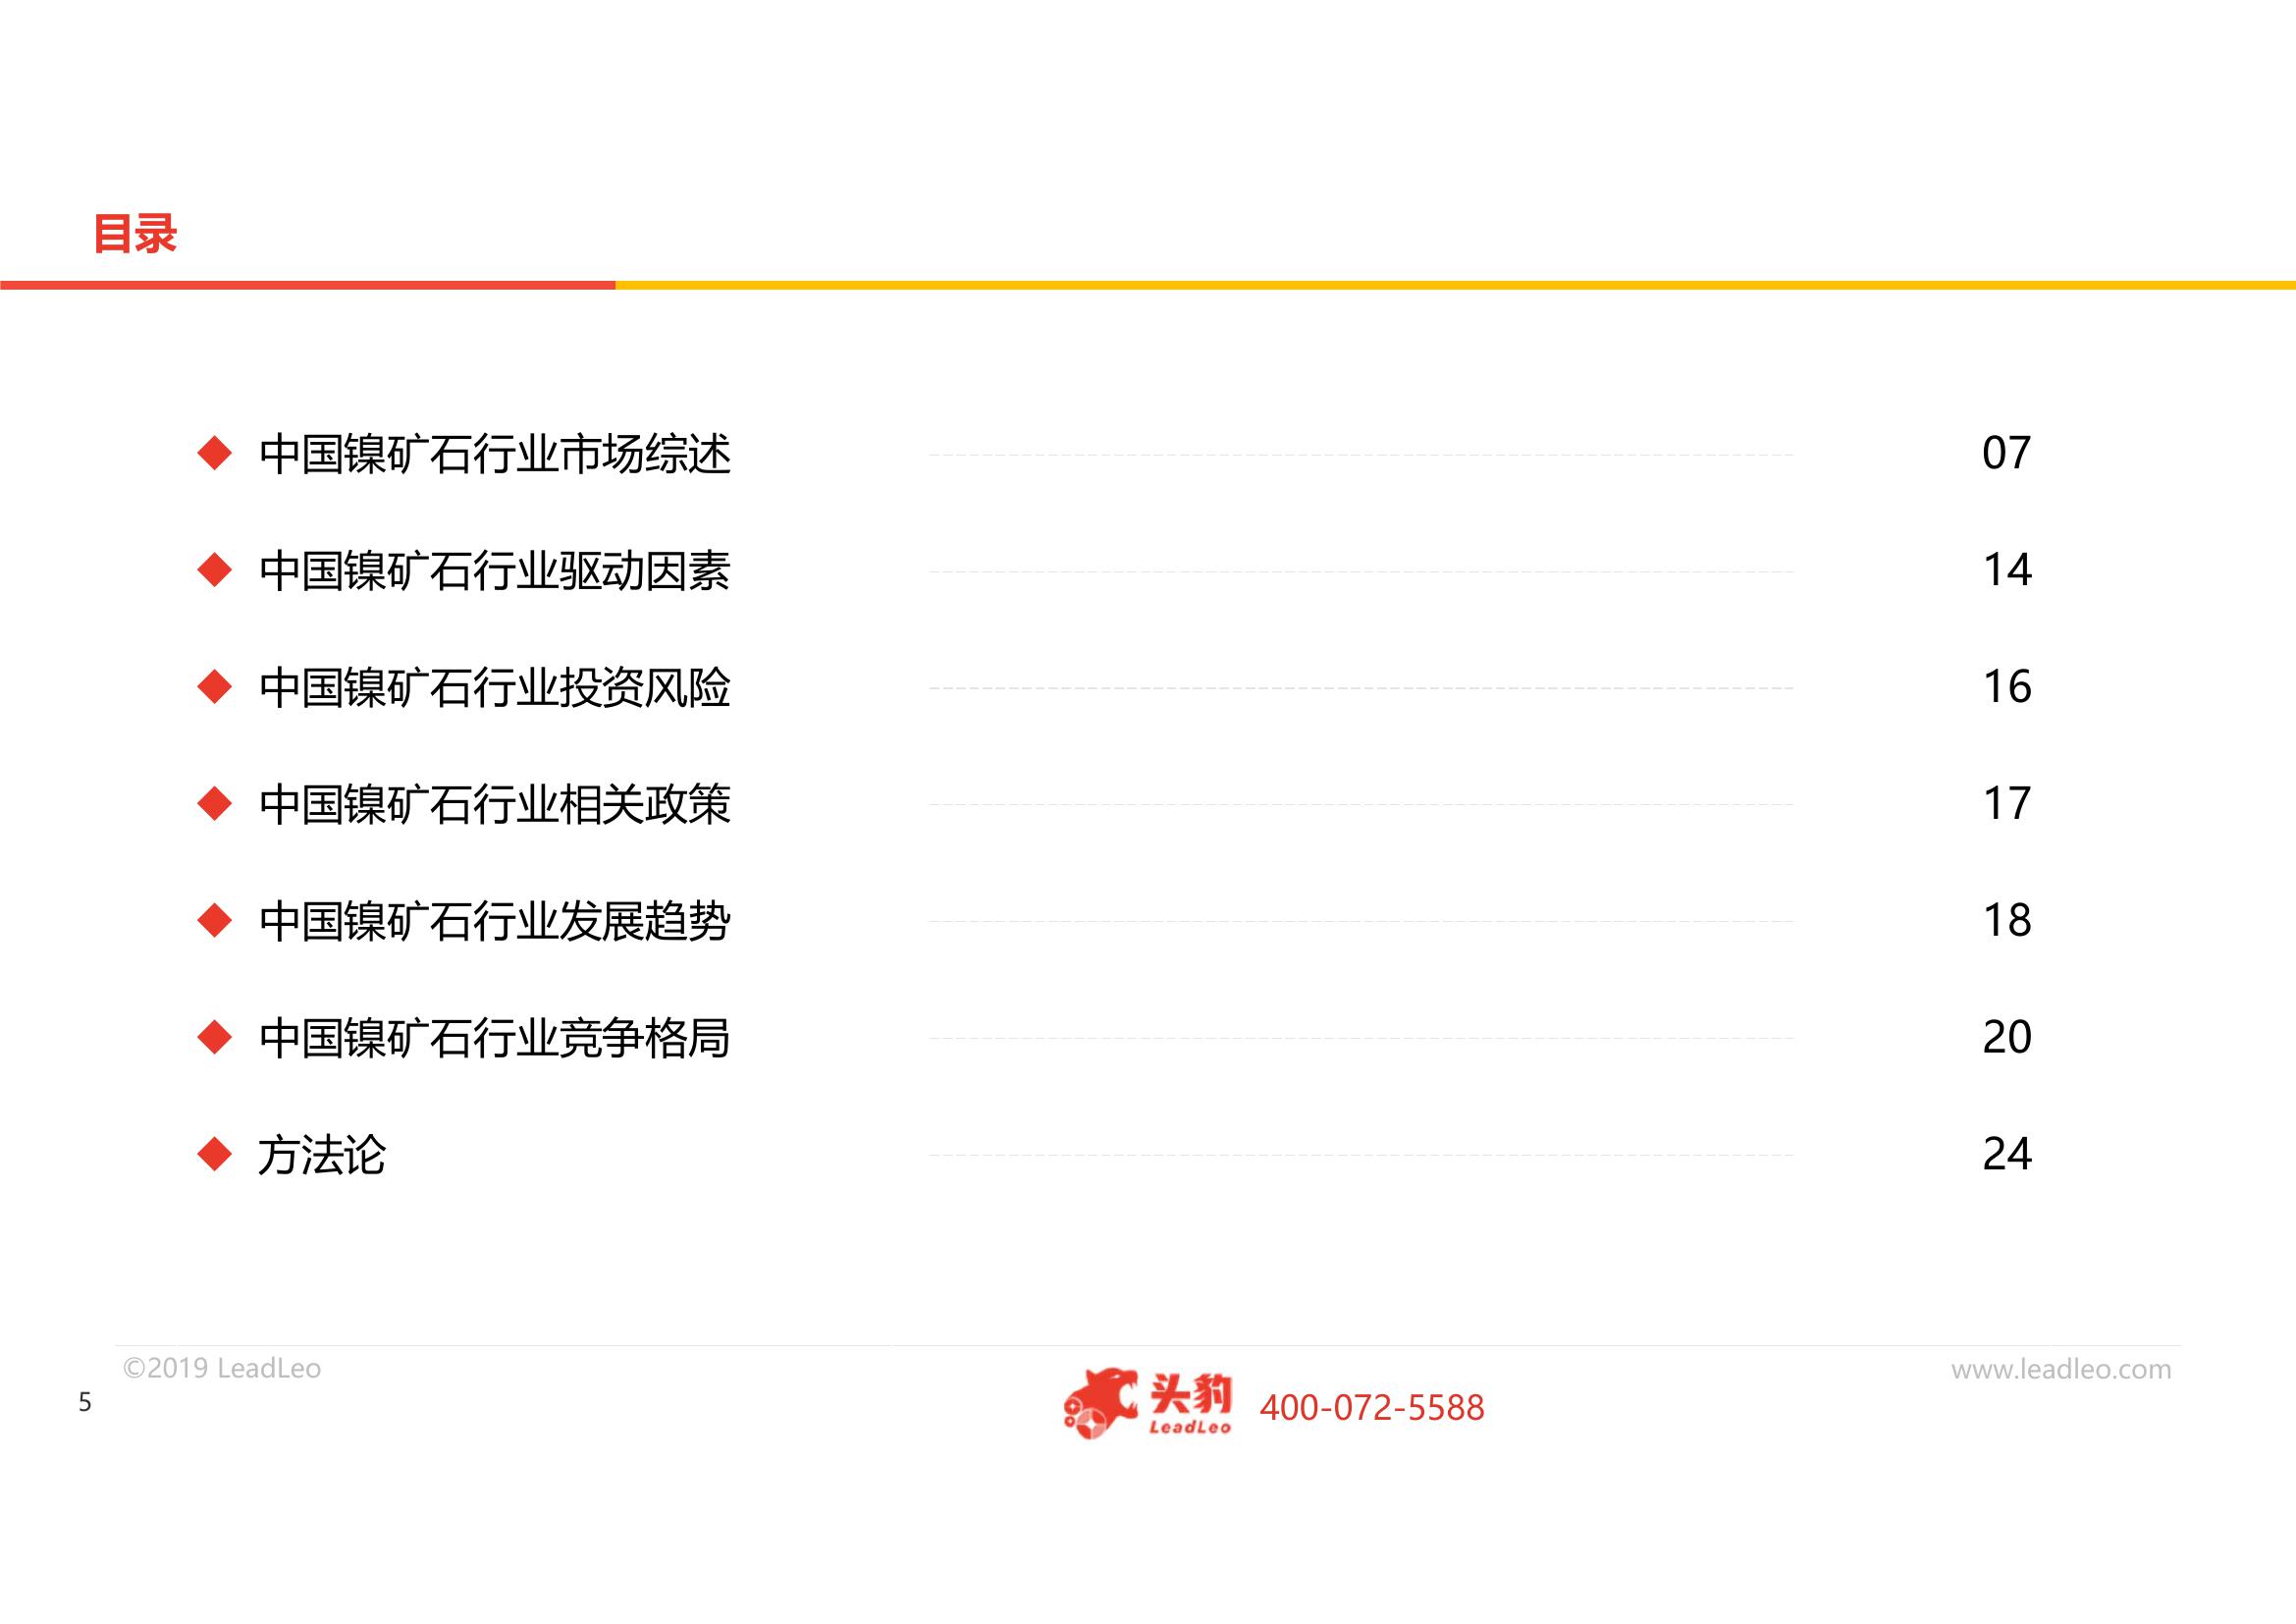 目录
中国镍矿石行业市场综述 07
中国镍矿石行业驱动因素 14
中国镍矿石行业投资风险 16
中国镍矿石行业相关政策 17
中国镍矿石行业发展趋势 18
中国镍矿石行业竞争格局 20
方法论 24
©2019 LeadLeo
www.leadleo.com
5
头豹
LeadLeo
400-072-5588